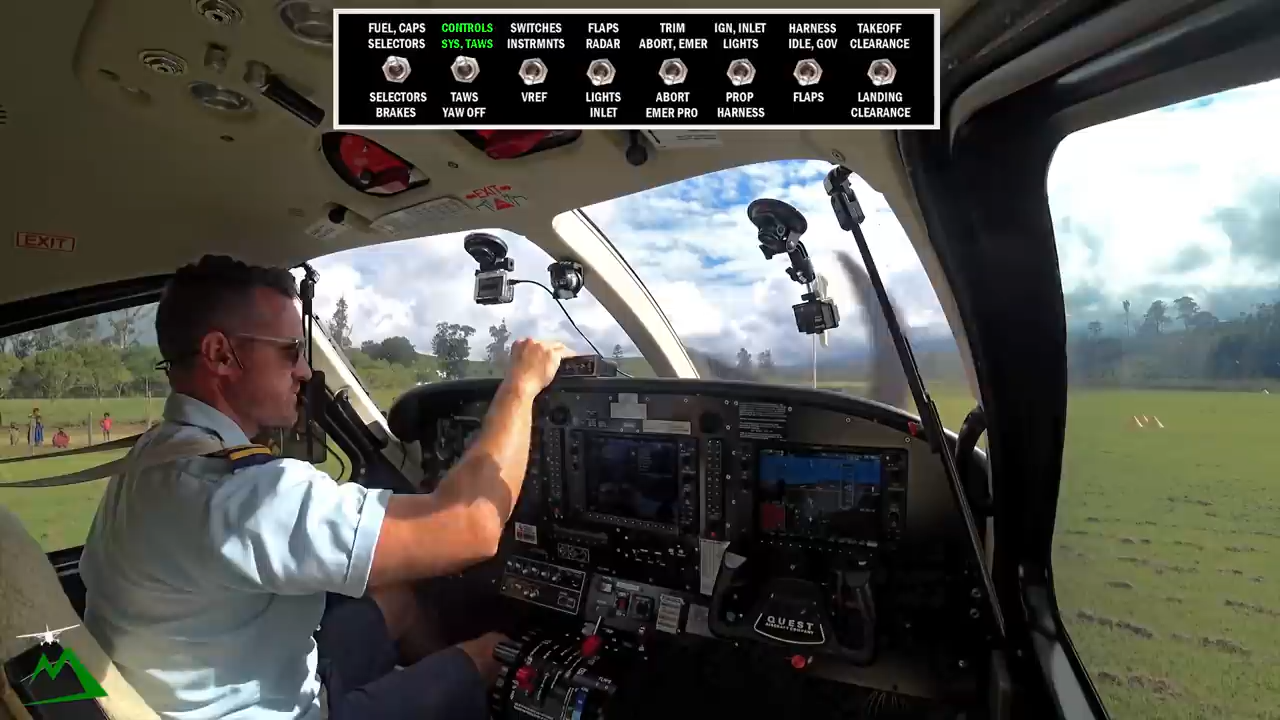 FUEL, CAPS
SELECTORS
CONTROLS
SYS, TAWS
SWITCHES
INSTRMNTS
FLAPS
RADAR
TRIM
ABORT, EMER
IGN, INLET
LIGHTS
HARNESS
IDLE, GOV
TAKEOFF
CLEARANCE
SELECTORS
BRAKES
TAWS
YAW OFF
VREF
LIGHTS
INLET
ABORT
EMER PRO
PROP
HARNESS
FLAPS
LANDING
CLEARANCE
EXIT
EXIT
QUEST
AIRCRAFT COMPANY